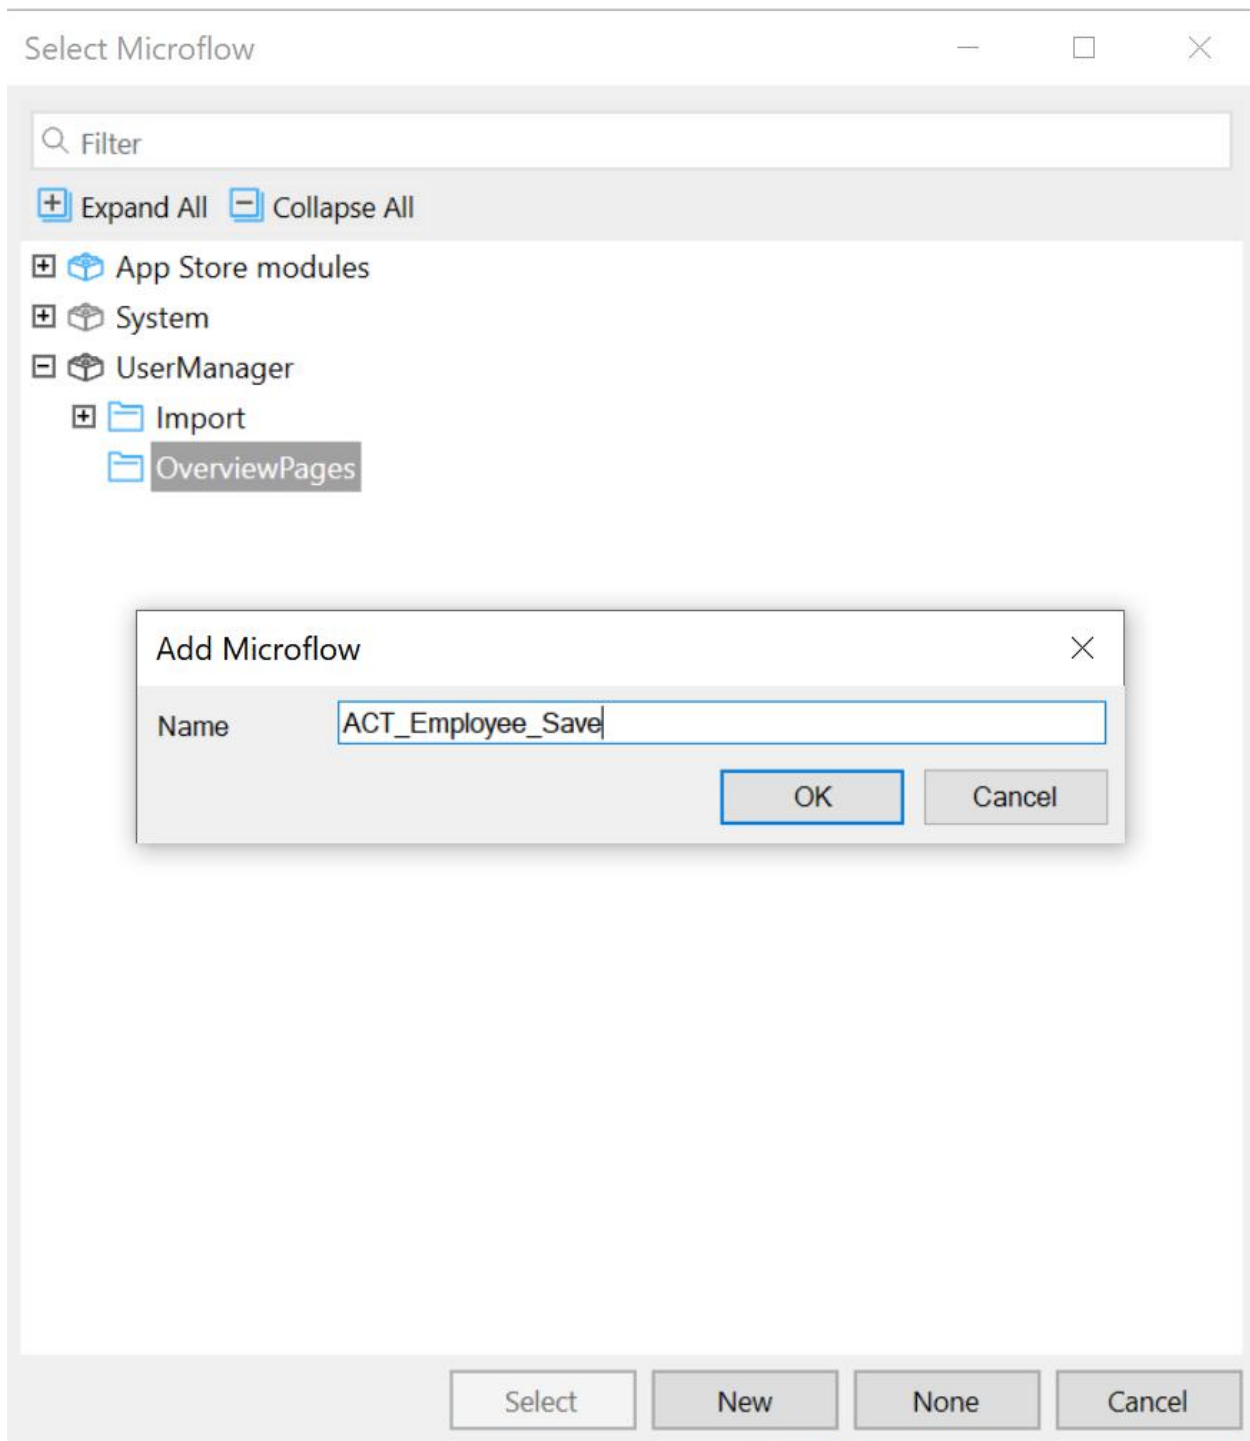 Select Microflow
Filter
Expand All Collapse All
App Store modules
System
UserManager
Import
OverviewPages
Add Microflow
Name ACT_Employee_Save
OK Cancel
Select New None Cancel